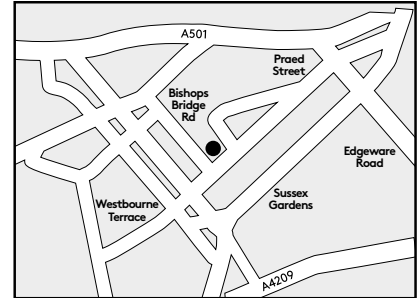 A501
Praed
Street
Bishops
Bridge
Rd
Edgeware
Road
Westbourne
Terrace
Sussex
Gardens
A4209